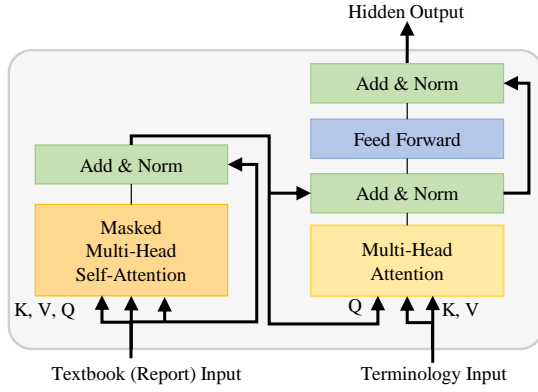 Hidden Output
Add & Norm
Feed Forward
Add & Norm
Add & Norm
Masked
Multi-Head
Self-Attention
Multi-Head
Attention
K, V, Q
Q
K, V
Textbook (Report) Input
Terminology Input